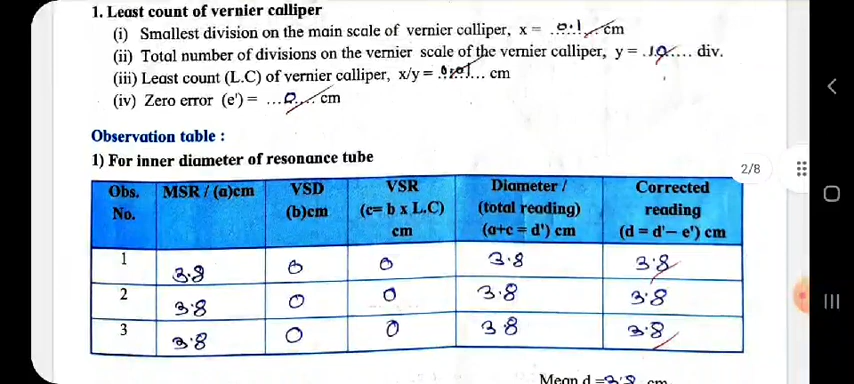 1. Least count of vernier calliper
(i) Smallest division on the main scale of vernier calliper, x = ..0.1... cm
(ii) Total number of divisions on the vernier scale of the vernier calliper, y = .10.... div.
(iii) Least count (L.C) of vernier calliper, x/y = .0.01... cm
(iv) Zero error (e') = ...0.... cm
Observation table :
1) For inner diameter of resonance tube
2/8
Obs. No. MSR / (a)cm VSD (b)cm VSR (c= b x L.C) cm Diameter / (total reading) (a+c = d') cm Corrected reading (d = d'– e') cm
1 3.8 0 0 3.8 3.8
2 3.8 0 0 3.8 3.8
3 3.8 0 0 3.8 3.8
Mean d = 3.8 cm